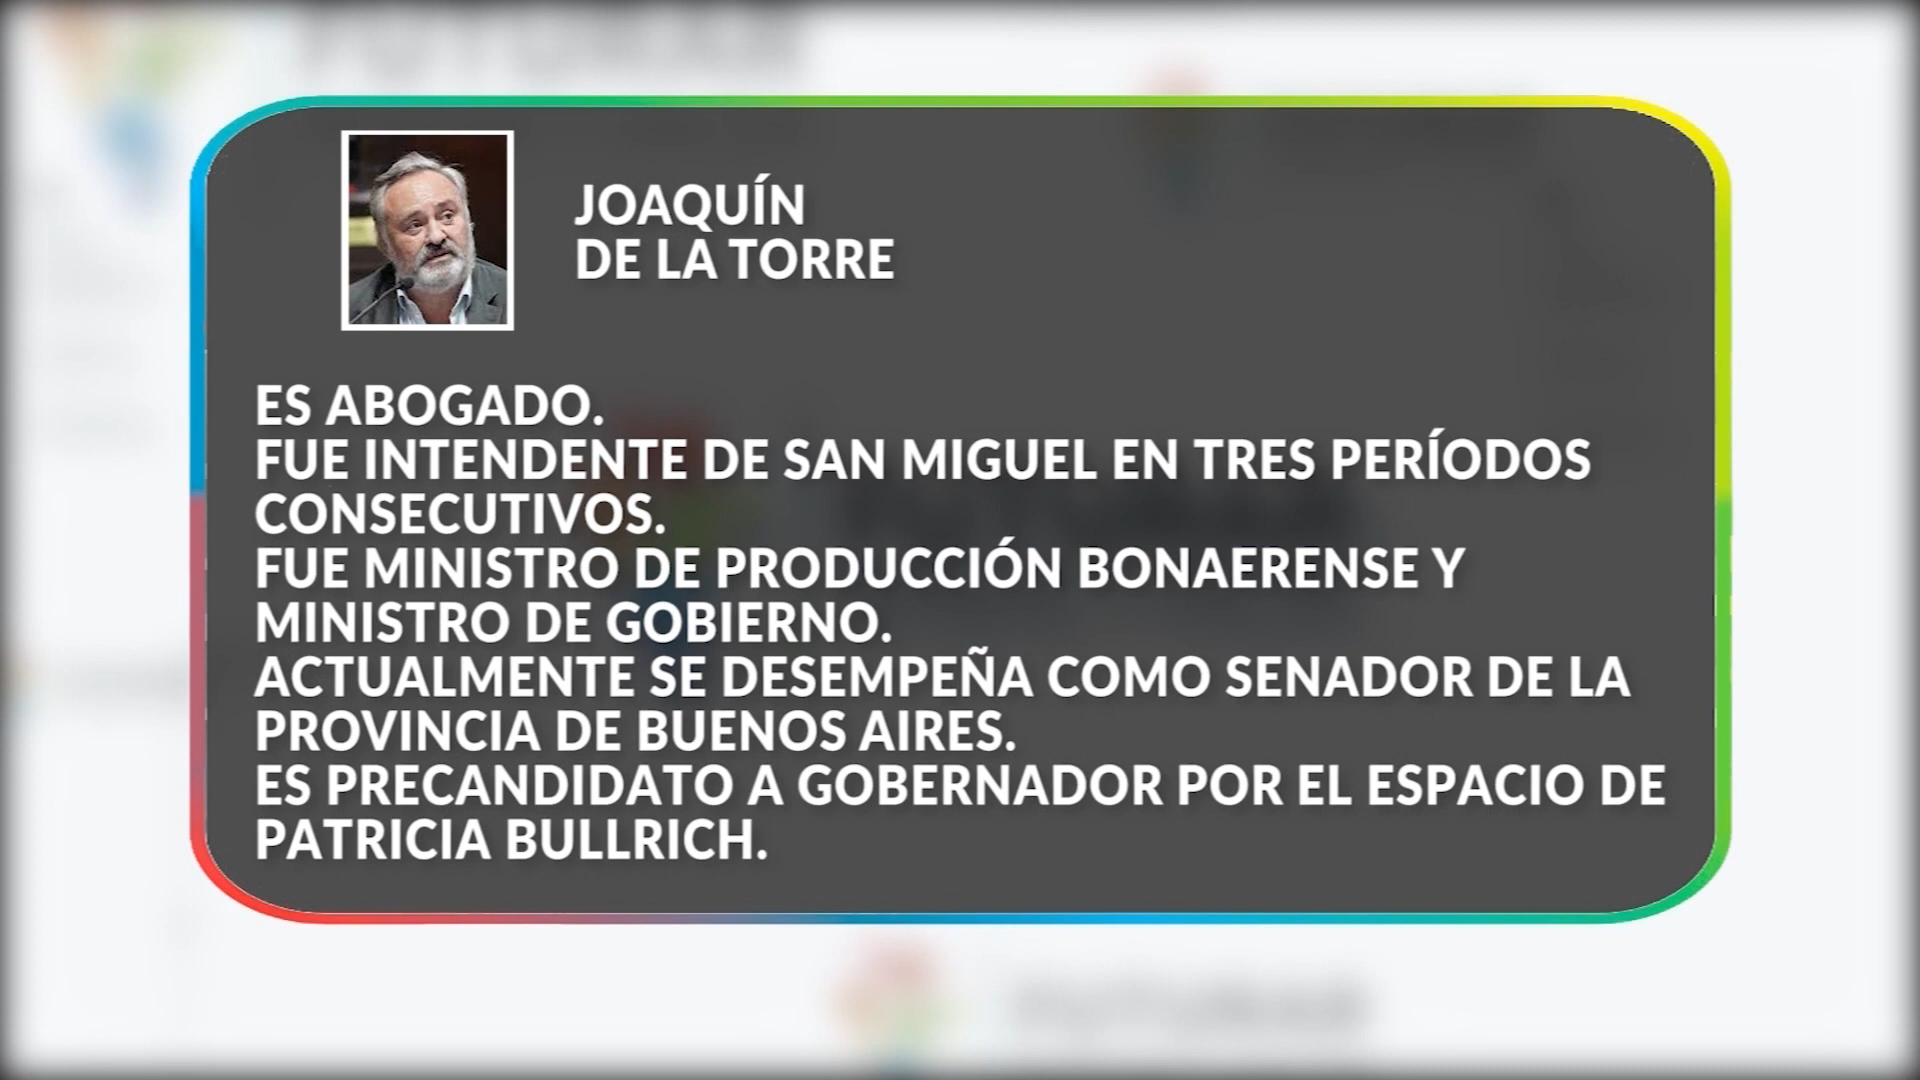 JOAQUÍN
DE LA TORRE
ES ABOGADO.
FUE INTENDENTE DE SAN MIGUEL EN TRES PERÍODOS
CONSECUTIVOS.
FUE MINISTRO DE PRODUCCIÓN BONAERENSE Y
MINISTRO DE GOBIERNO.
ACTUALMENTE SE DESEMPEÑA COMO SENADOR DE LA
PROVINCIA DE BUENOS AIRES.
ES PRECANDIDATO A GOBERNADOR POR EL ESPACIO DE
PATRICIA BULLRICH.